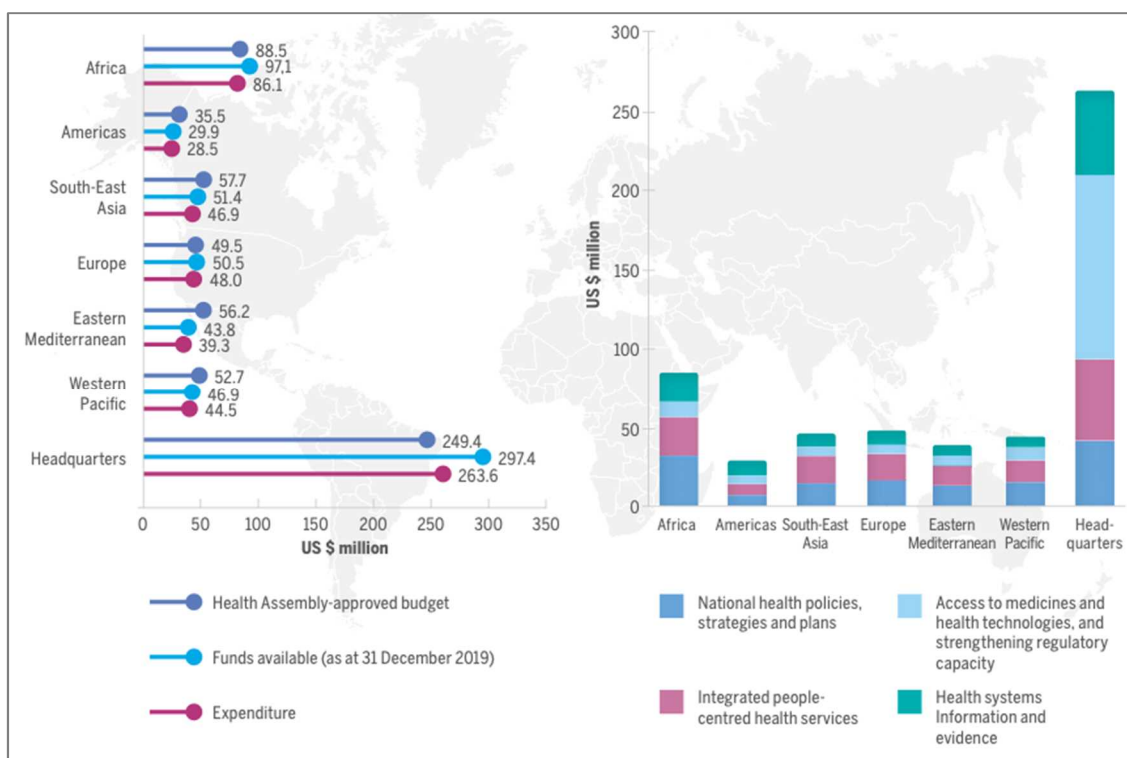 88.5
Africa
97,1
86.1
35.5
Americas
29.9
28.5
South-East
Asia
57.7
51.4
46.9
49.5
Europe
50.5
48.0
Eastern
Mediterranean
56.2
43.8
39.3
Western
Pacific
52.7
46.9
44.5
249.4
Headquarters
297.4
263.6
0 50 100 150 200 250 300 350
US $ million
Health Assembly-approved budget
Funds available (as at 31 December 2019)
Expenditure
300
250
200
150
100
50
0
US $ million
Africa Americas South-East Europe Eastern Western Head-
Asia Mediterranean Pacific quarters
National health policies,
strategies and plans
Integrated people-
centred health services
Access to medicines and
health technologies, and
strengthening regulatory
capacity
Health systems
Information and
evidence